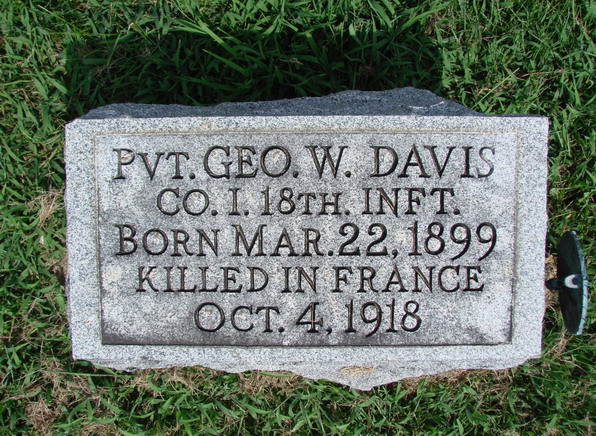 PVT. GEO. W. DAVIS
CO. I. 18TH. INFT.
BORN MAR. 22, 1899
KILLED IN FRANCE
OCT. 4, 1918